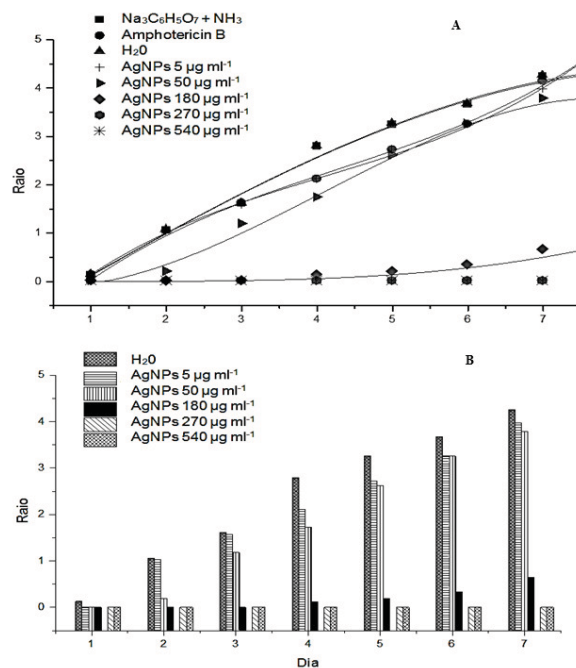 Na₃C₆H₅O₇ + NH₃
A
Amphotericin B
H₂0
AgNPs 5 µg ml⁻¹
AgNPs 50 µg ml⁻¹
AgNPs 180 µg ml⁻¹
AgNPs 270 µg ml⁻¹
AgNPs 540 µg ml⁻¹
5
4
3
2
1
0
Raio
1 2 3 4 5 6 7
B
H₂0
AgNPs 5 µg ml⁻¹
AgNPs 50 µg ml⁻¹
AgNPs 180 µg ml⁻¹
AgNPs 270 µg ml⁻¹
AgNPs 540 µg ml⁻¹
5
4
3
2
1
0
Raio
1 2 3 4 5 6 7
Dia